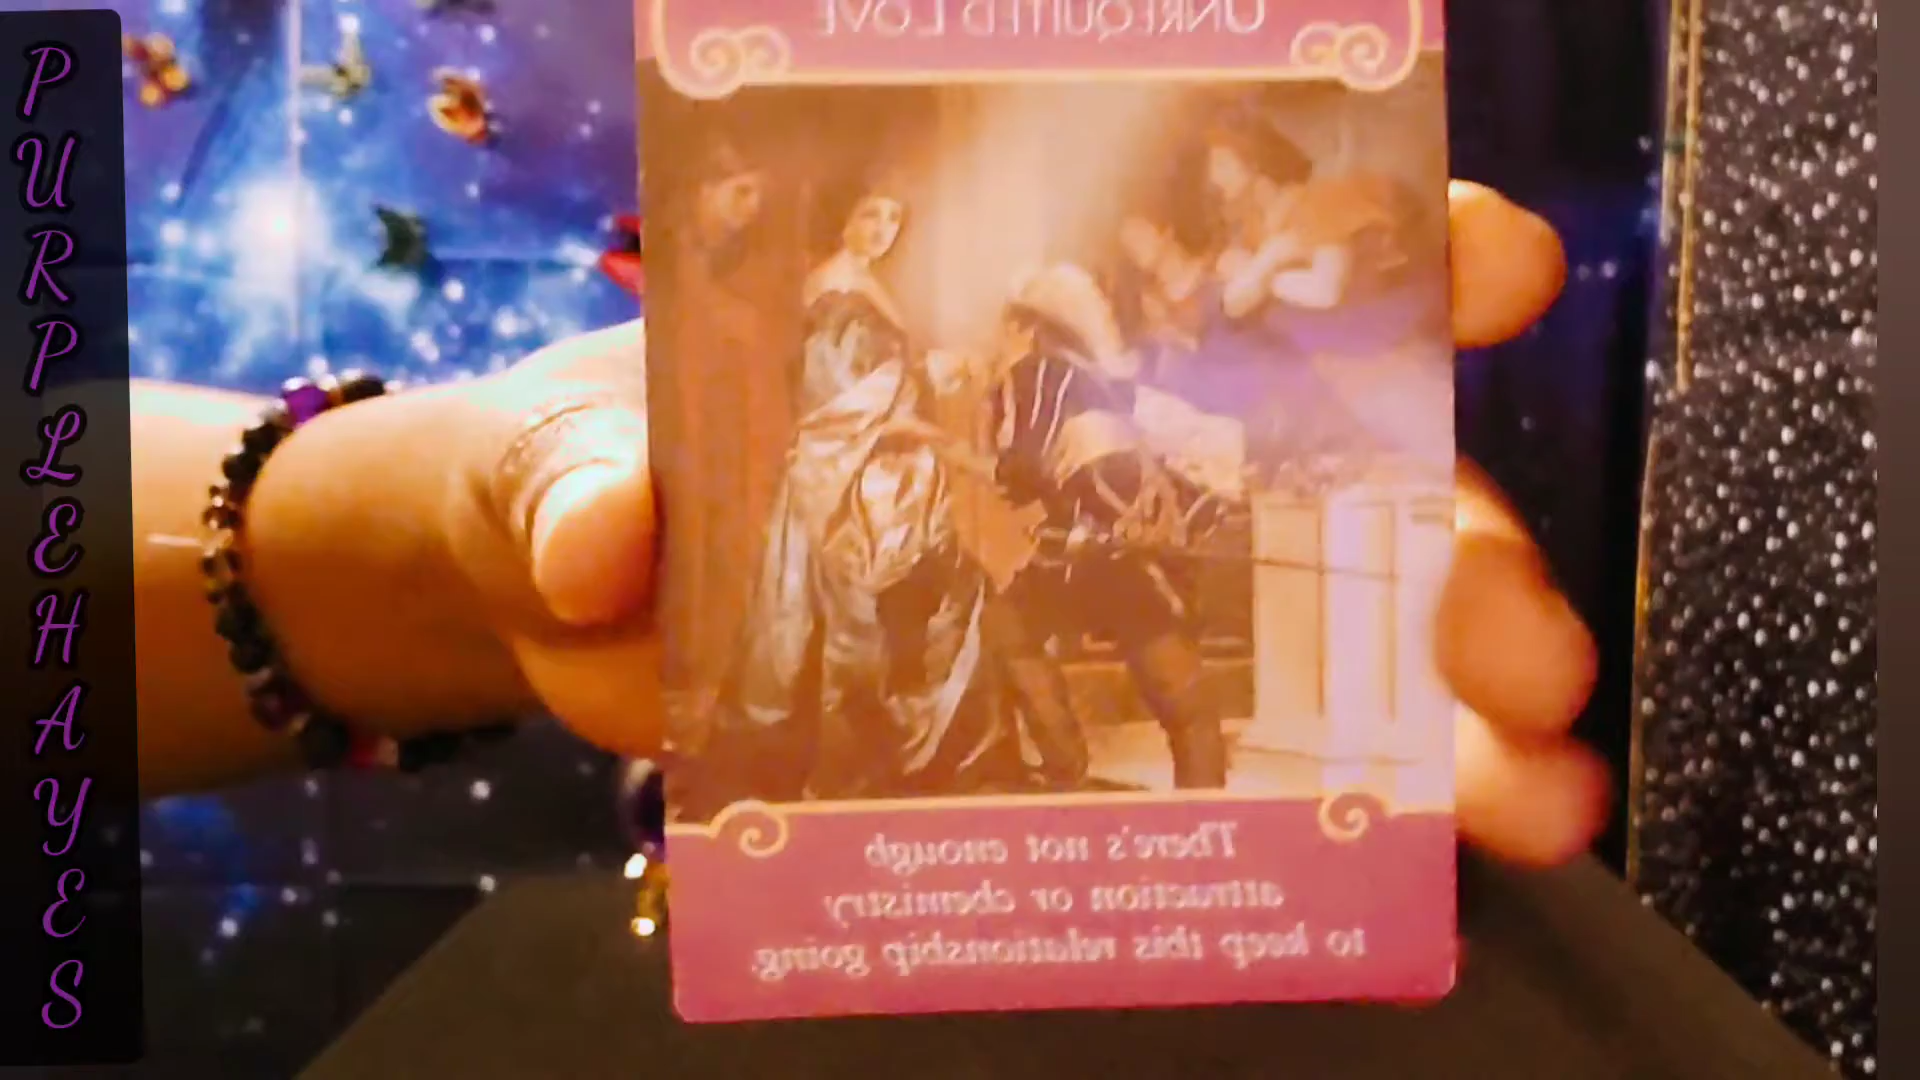 PURPLEHAYES
UNREQUITED LOVE
There's not enough
attraction or chemistry
to keep this relationship going.